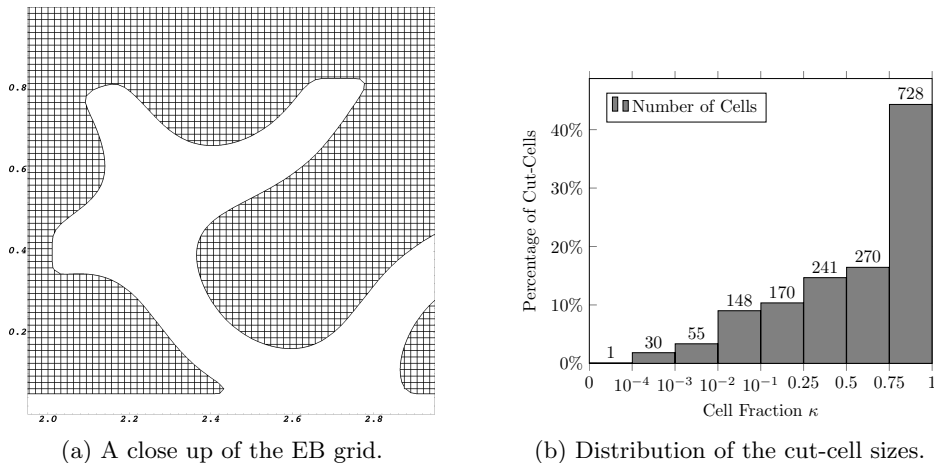 0.8
0.6
0.4
0.2
2.0 2.2 2.4 2.6 2.8
(a) A close up of the EB grid.
Number of Cells
Percentage of Cut-Cells
40%
30%
20%
10%
0%
1 30 55 148 170 241 270 728
0 10⁻⁴ 10⁻³ 10⁻² 10⁻¹ 0.25 0.5 0.75 1
Cell Fraction κ
(b) Distribution of the cut-cell sizes.